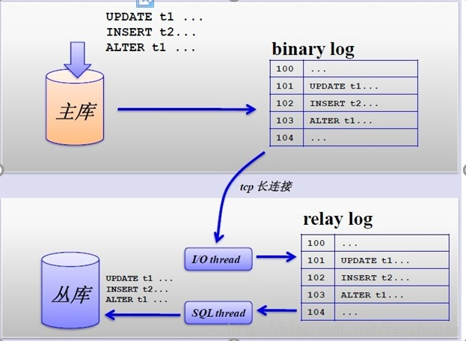 UPDATE t1 ...
INSERT t2...
ALTER t1 ...
主库
binary log
100 ...
101 UPDATE t1...
102 INSERT t2...
103 ALTER t1...
104 ...
tcp 长连接
relay log
100 ...
101 UPDATE t1...
102 INSERT t2...
103 ALTER t1...
104 ...
I/O thread
SQL thread
UPDATE t1 ...
INSERT t2...
ALTER t1 ...
丛库